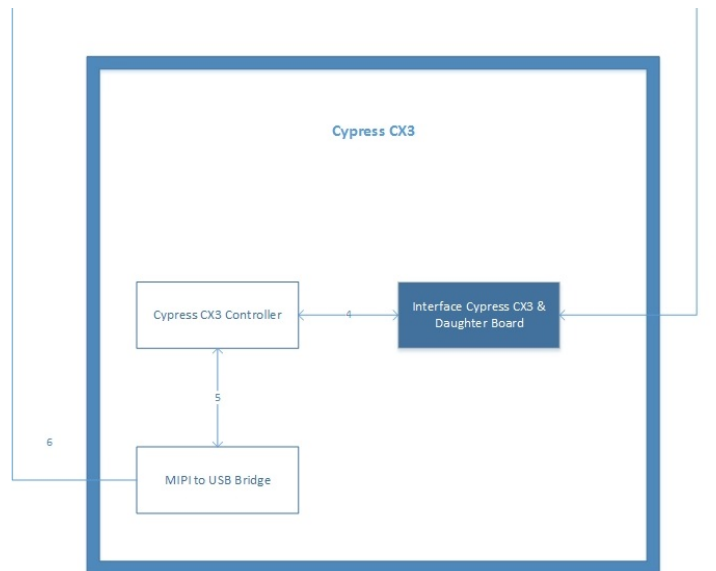 Cypress CX3
Cypress CX3 Controller
4
Interface Cypress CX3 &
Daughter Board
5
6
MIPI to USB Bridge